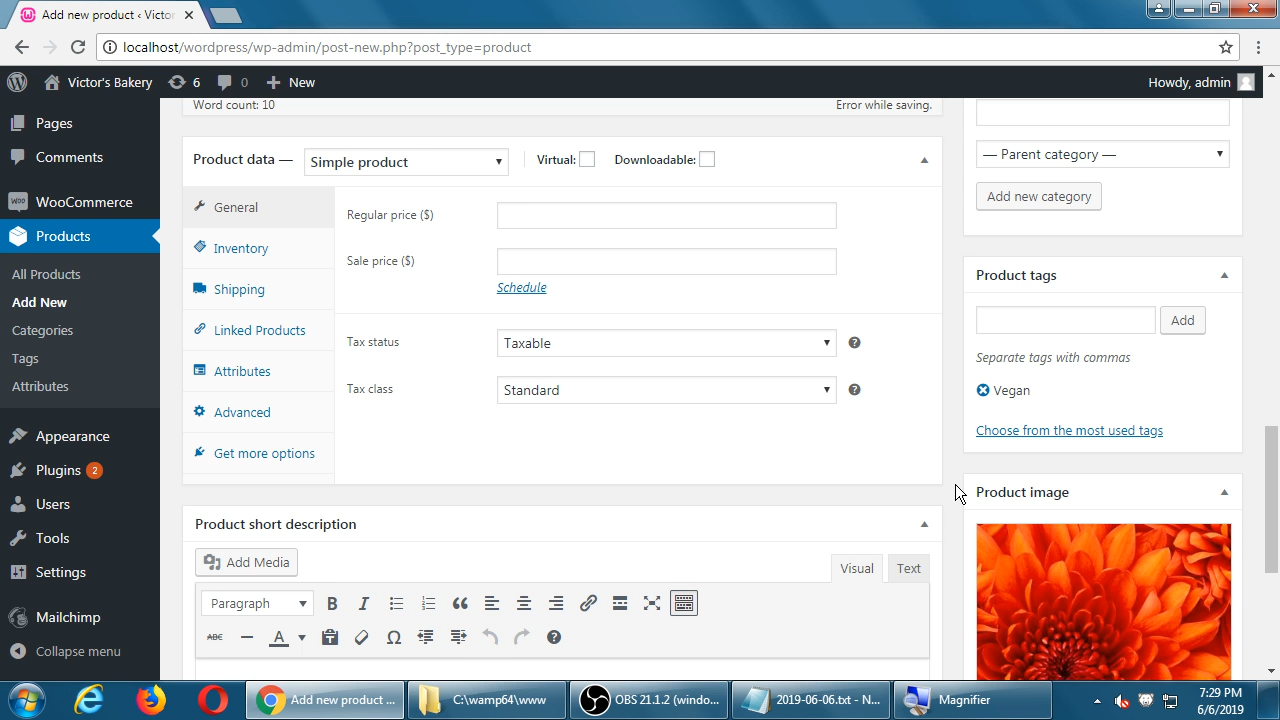 Add new product ‹ Victor
localhost/wordpress/wp-admin/post-new.php?post_type=product
Victor's Bakery
6
0
New
Howdy, admin
Pages
Comments
WooCommerce
Products
All Products
Add New
Categories
Tags
Attributes
Appearance
Plugins 2
Users
Tools
Settings
Mailchimp
Collapse menu
Word count: 10
Error while saving.
Product data —
Simple product
Virtual:
Downloadable:
General
Inventory
Shipping
Linked Products
Attributes
Advanced
Get more options
Regular price ($)
Sale price ($)
Schedule
Tax status
Taxable
Tax class
Standard
Product short description
Add Media
Visual
Text
Paragraph
— Parent category —
Add new category
Product tags
Add
Separate tags with commas
Vegan
Choose from the most used tags
Product image
Add new product ...
C:\wamp64\www
OBS 21.1.2 (windo...
2019-06-06.txt - N...
Magnifier
7:29 PM
6/6/2019